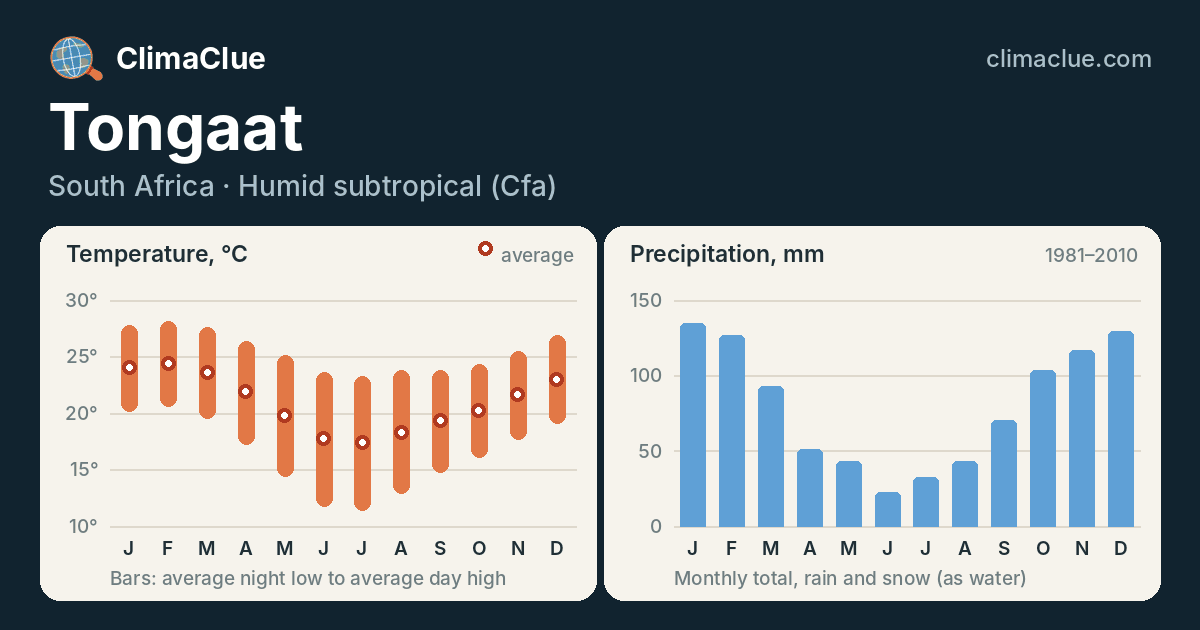 ClimaClue
climaclue.com
Tongaat
South Africa · Humid subtropical (Cfa)
Temperature, °C
average
30°
25°
20°
15°
10°
J F M A M J J A S O N D
Bars: average night low to average day high
Precipitation, mm
1981–2010
150
100
50
0
J F M A M J J A S O N D
Monthly total, rain and snow (as water)